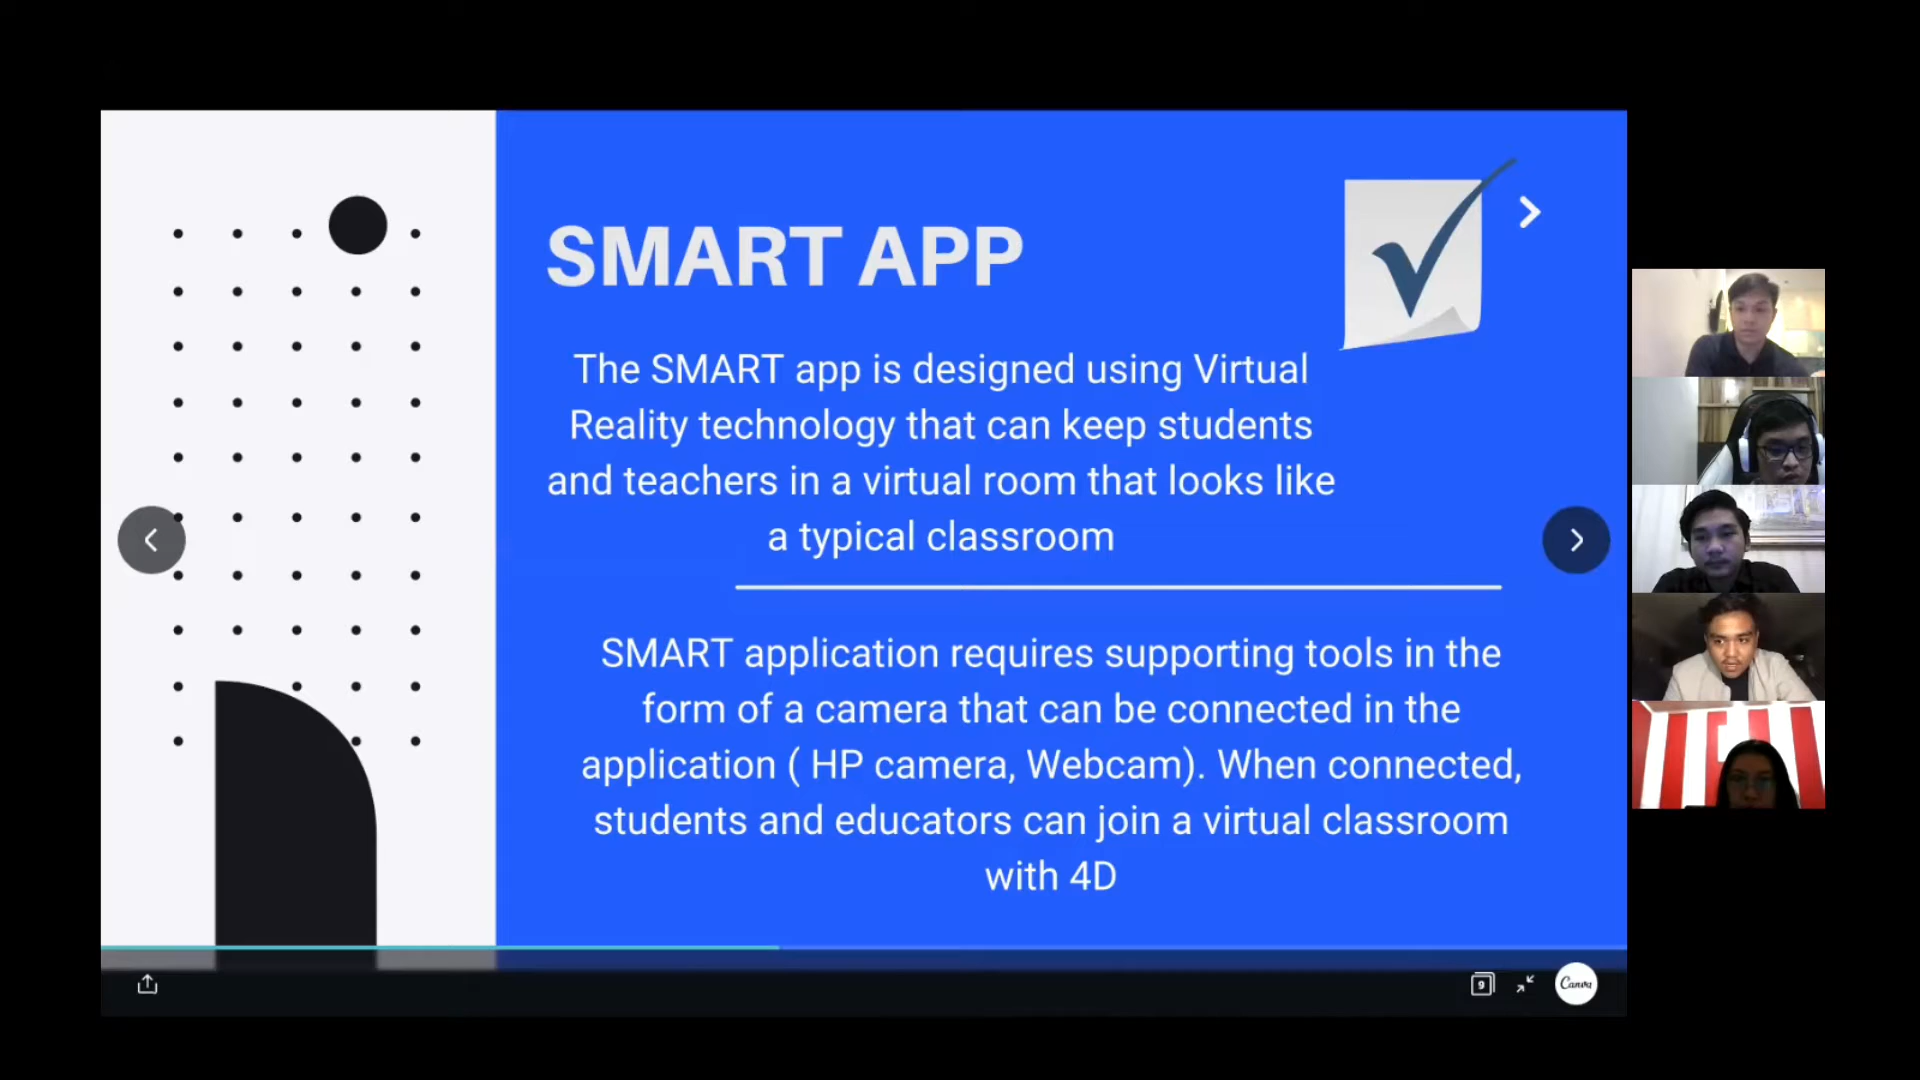 SMART APP
The SMART app is designed using Virtual
Reality technology that can keep students
and teachers in a virtual room that looks like
a typical classroom
SMART application requires supporting tools in the
form of a camera that can be connected in the
application ( HP camera, Webcam). When connected,
students and educators can join a virtual classroom
with 4D
9
Canva